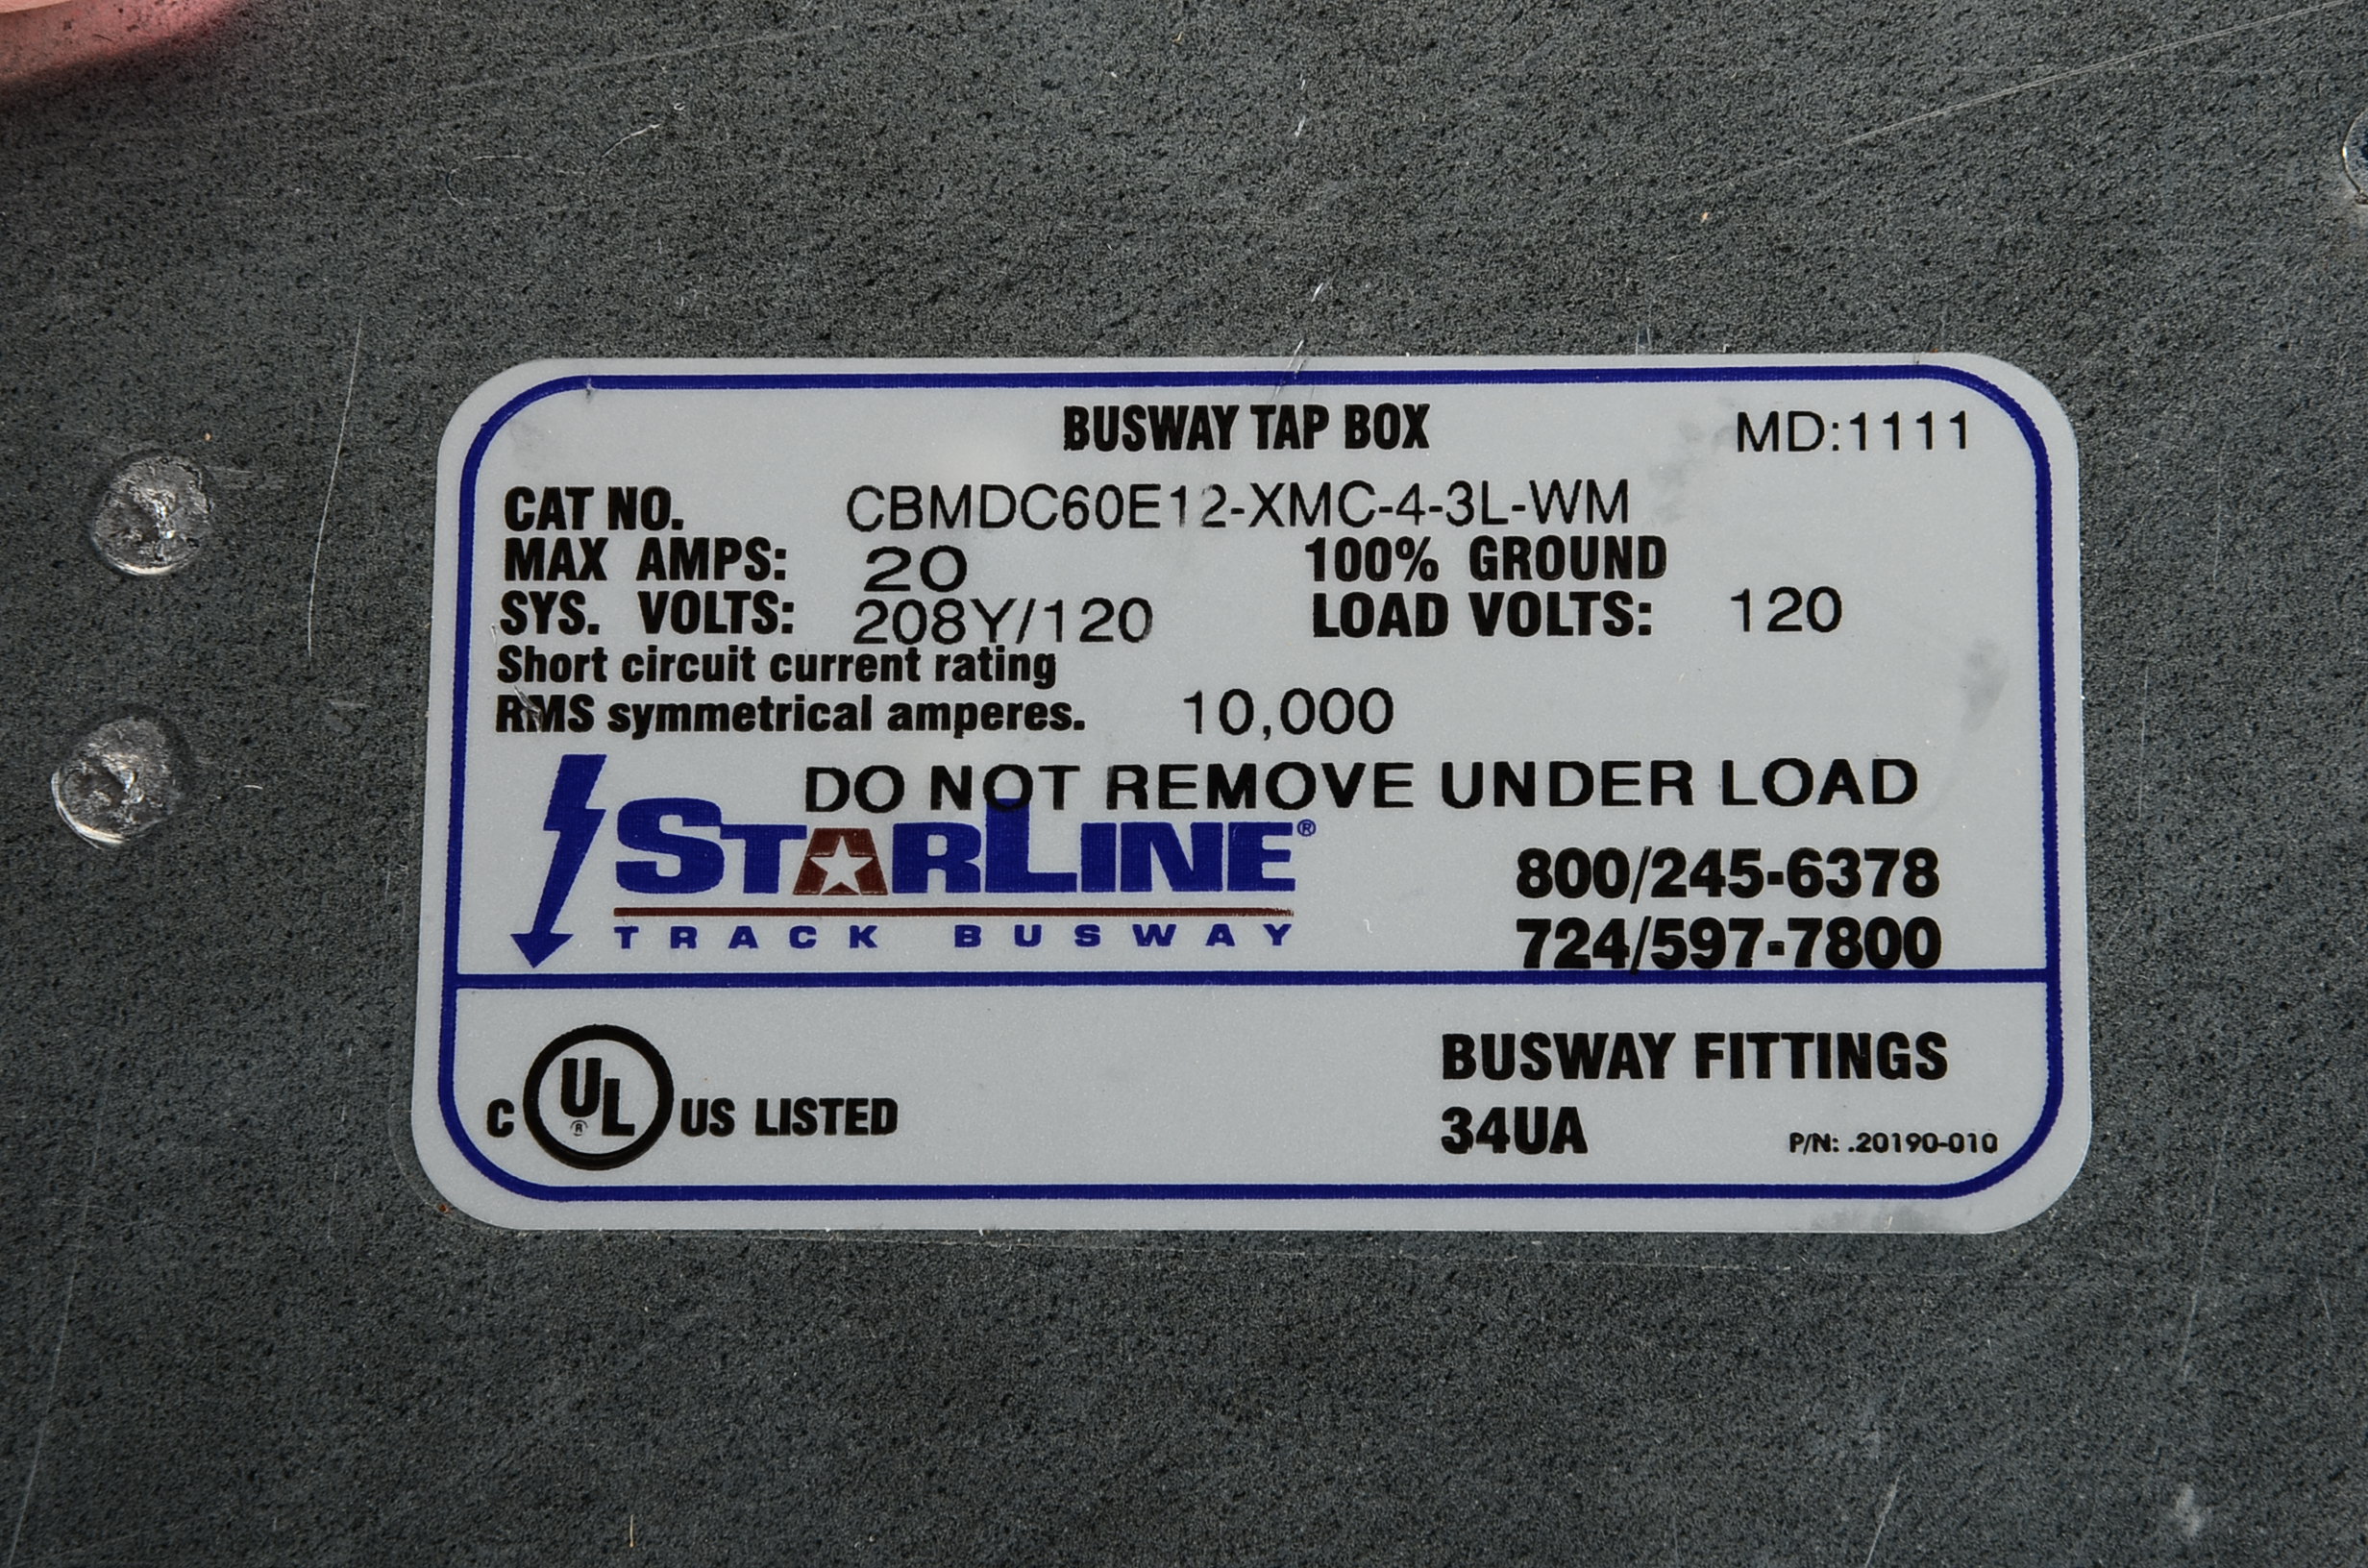 BUSWAY TAP BOX MD:1111
CAT NO. CBMDC60E12-XMC-4-3L-WM
MAX AMPS: 20 100% GROUND
SYS. VOLTS: 208Y/120 LOAD VOLTS: 120
Short circuit current rating
RMS symmetrical amperes. 10,000
DO NOT REMOVE UNDER LOAD
STARLINE®
TRACK BUSWAY
800/245-6378
724/597-7800
C UL® US LISTED
BUSWAY FITTINGS
34UA P/N: .20190-010